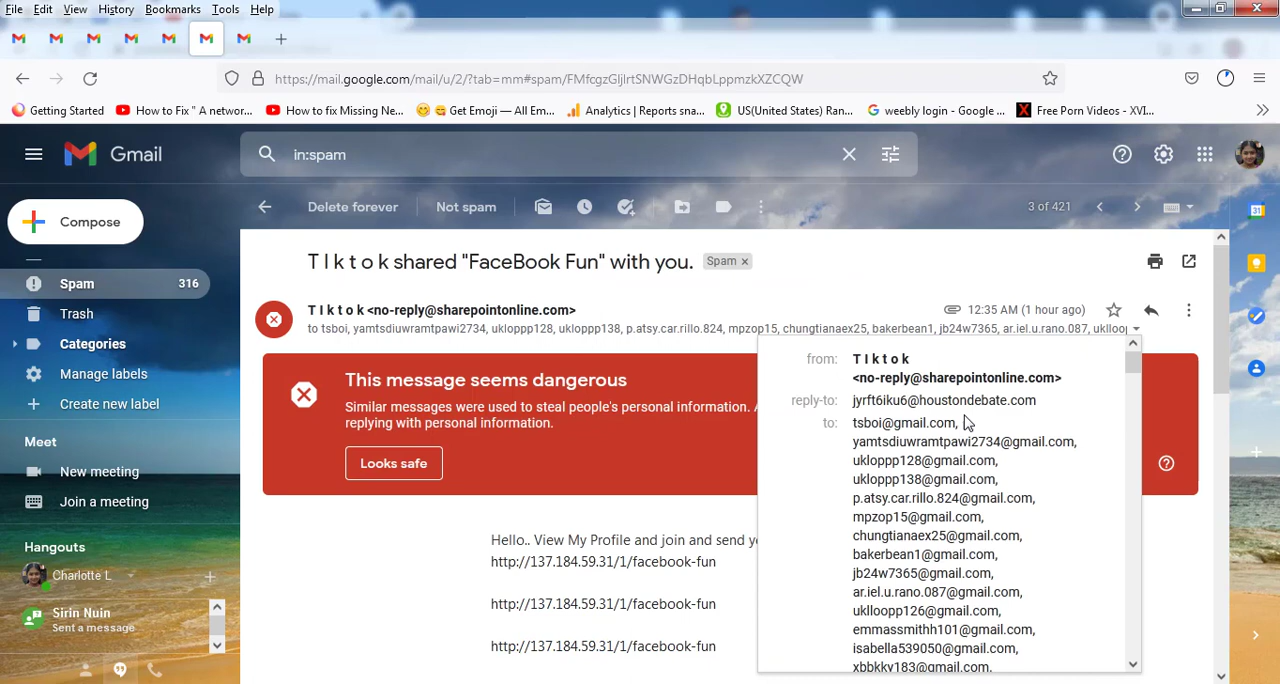 File Edit View History Bookmarks Tools Help
https://mail.google.com/mail/u/2/?tab=mm#spam/FMfcgzGljlrtSNWGzDHqbLppmzkXZCQW
Getting Started How to Fix " A networ... How to fix Missing Ne... Get Emoji — All Em... Analytics | Reports sna... US(United States) Ran... weebly login - Google ... Free Porn Videos - XVI...
Gmail
in:spam
Compose
Delete forever Not spam 3 of 421
Spam 316
Trash
Categories
Manage labels
Create new label
Meet
New meeting
Join a meeting
Hangouts
Charlotte L
Sirin Nuin
Sent a message
T I k t o k shared "FaceBook Fun" with you. Spam x
T I k t o k <no-reply@sharepointonline.com> 12:35 AM (1 hour ago)
to tsboi, yamtsdiuwramtpawi2734, ukloppp128, ukloppp138, p.atsy.car.rillo.824, mpzop15, chungtianaex25, bakerbean1, jb24w7365, ar.iel.u.rano.087, uklloo
This message seems dangerous
Similar messages were used to steal people's personal information. A
replying with personal information.
Looks safe
Hello.. View My Profile and join and send yo
http://137.184.59.31/1/facebook-fun
http://137.184.59.31/1/facebook-fun
http://137.184.59.31/1/facebook-fun
from: T I k t o k
<no-reply@sharepointonline.com>
reply-to: jyrft6iku6@houstondebate.com
to: tsboi@gmail.com,
yamtsdiuwramtpawi2734@gmail.com,
ukloppp128@gmail.com,
ukloppp138@gmail.com,
p.atsy.car.rillo.824@gmail.com,
mpzop15@gmail.com,
chungtianaex25@gmail.com,
bakerbean1@gmail.com,
jb24w7365@gmail.com,
ar.iel.u.rano.087@gmail.com,
uklloopp126@gmail.com,
emmassmithh101@gmail.com,
isabella539050@gmail.com,
xbbkkv183@gmail.com,
31